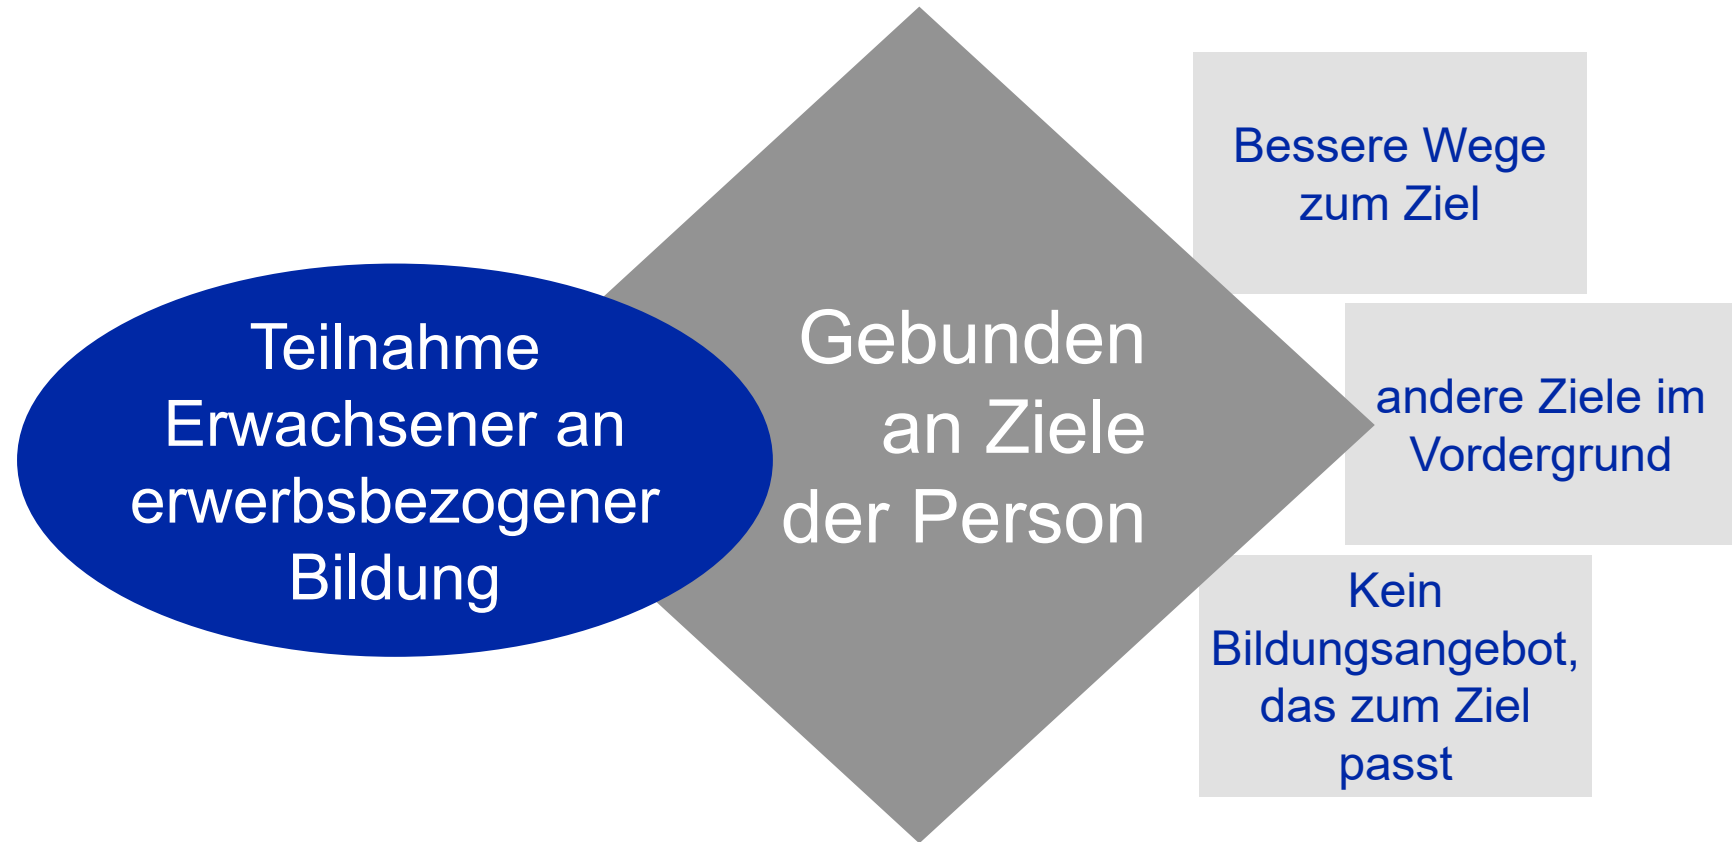 Teilnahme
Erwachsener an
erwerbsbezogener
Bildung
Gebunden
an Ziele
der Person
Bessere Wege
zum Ziel
andere Ziele im
Vordergrund
Kein
Bildungsangebot,
das zum Ziel
passt